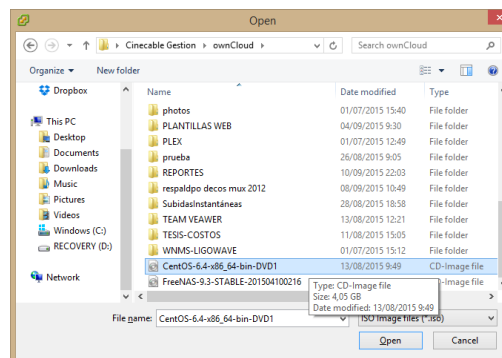 Open
Cinecable Gestion ▸ ownCloud ▸
Search ownCloud
Organize
New folder
Name
Date modified
Type
Dropbox
This PC
Desktop
Documents
Downloads
Music
Pictures
Videos
Windows (C:)
RECOVERY (D:)
Network
photos 01/07/2015 15:40 File folder
PLANTILLAS WEB 04/09/2015 9:30 File folder
PLEX 01/07/2015 12:49 File folder
prueba 26/08/2015 9:05 File folder
REPORTES 10/09/2015 22:03 File folder
respaldpo decos mux 2012 08/09/2015 10:49 File folder
SubidasInstantáneas 28/08/2015 18:58 File folder
TEAM VEAWER 13/08/2015 12:21 File folder
TESIS-COSTOS 11/08/2015 15:05 File folder
WNMS-LIGOWAVE 01/07/2015 15:12 File folder
CentOS-6.4-x86_64-bin-DVD1 13/08/2015 9:49 CD-Image file
FreeNAS-9.3-STABLE-201504100216 CD-Image file
Type: CD-Image file
Size: 4,05 GB
Date modified: 13/08/2015 9:49
File name: CentOS-6.4-x86_64-bin-DVD1
ISO Image files (*.iso)
Open
Cancel